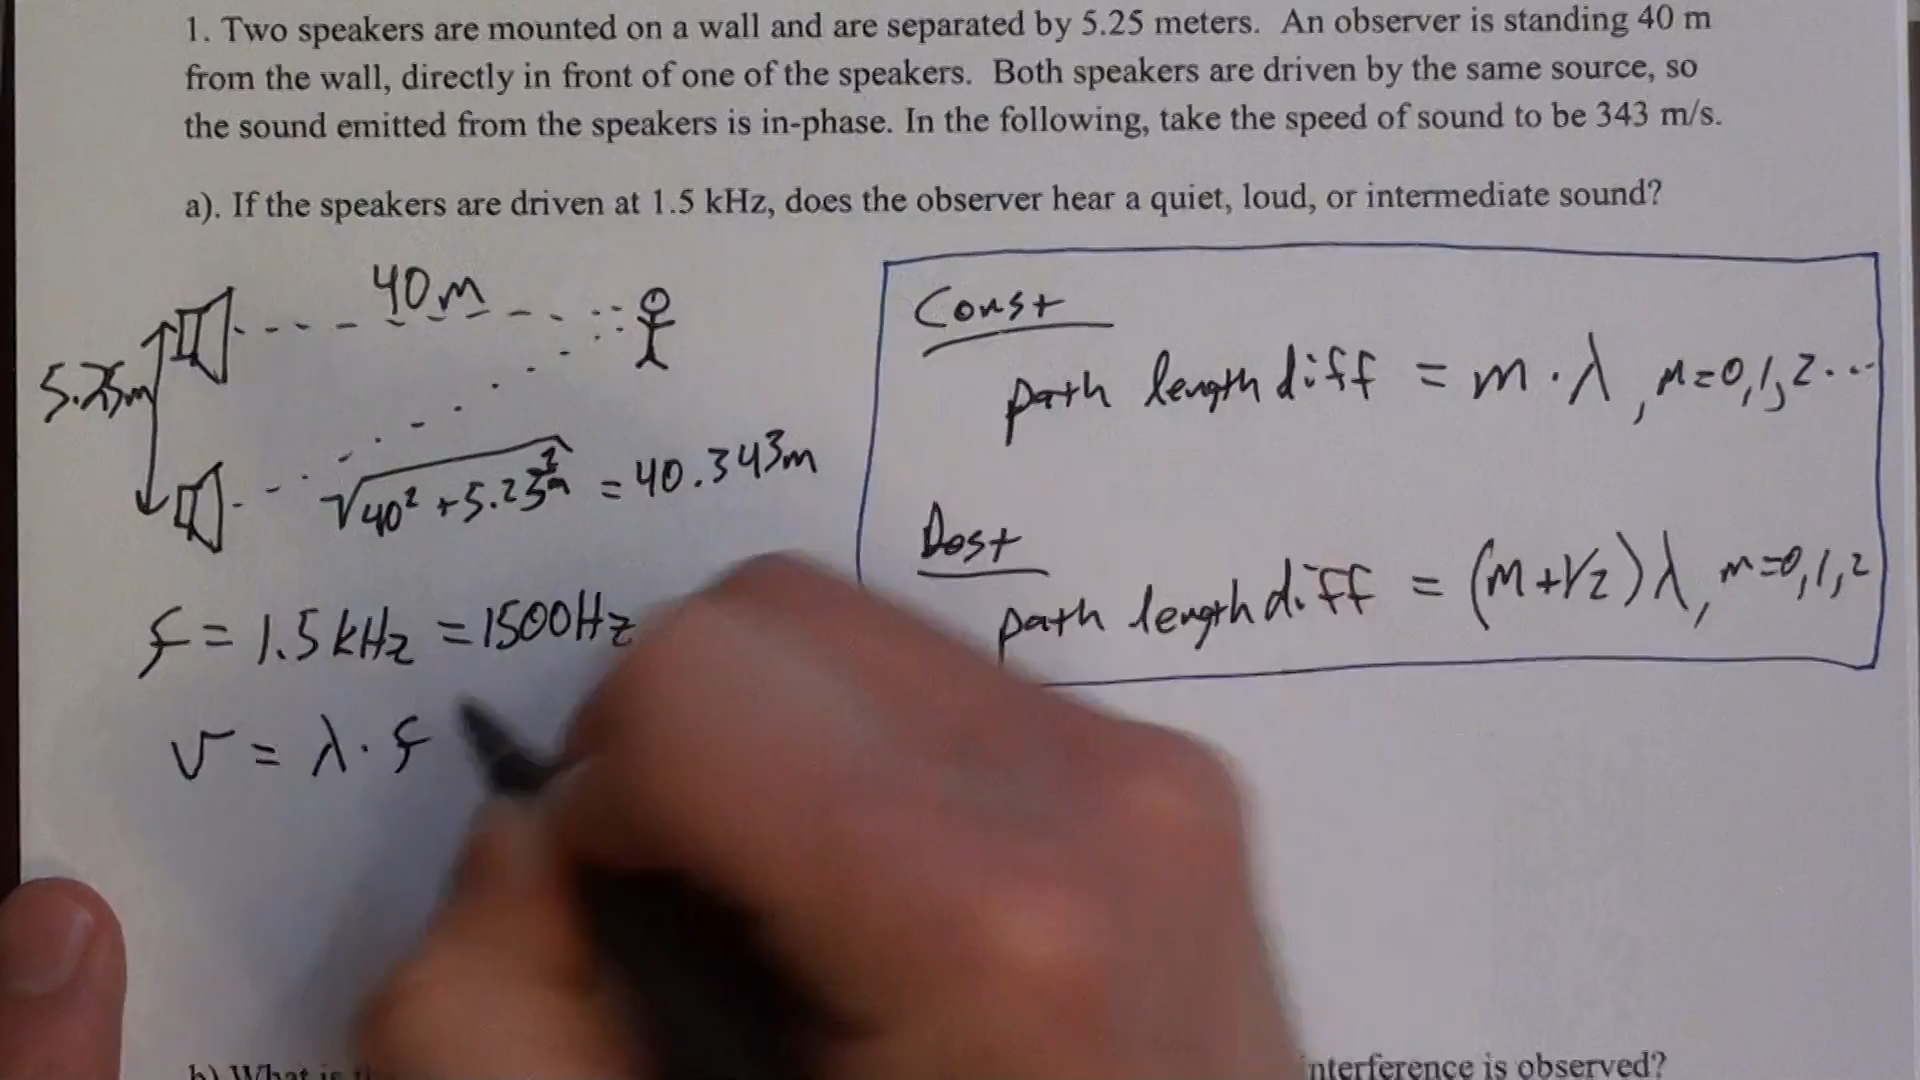 1. Two speakers are mounted on a wall and are separated by 5.25 meters. An observer is standing 40 m
from the wall, directly in front of one of the speakers. Both speakers are driven by the same source, so
the sound emitted from the speakers is in-phase. In the following, take the speed of sound to be 343 m/s.
a). If the speakers are driven at 1.5 kHz, does the observer hear a quiet, loud, or intermediate sound?
40m
5.25m
√40² + 5.25² m = 40.343m
f = 1.5 kHz = 1500Hz
v = λ · f
Const
path length diff = m · λ, m=0,1,2...
Dest
path length diff = (m+1/2)λ, m=0,1,2
b) What is
interference is observed?